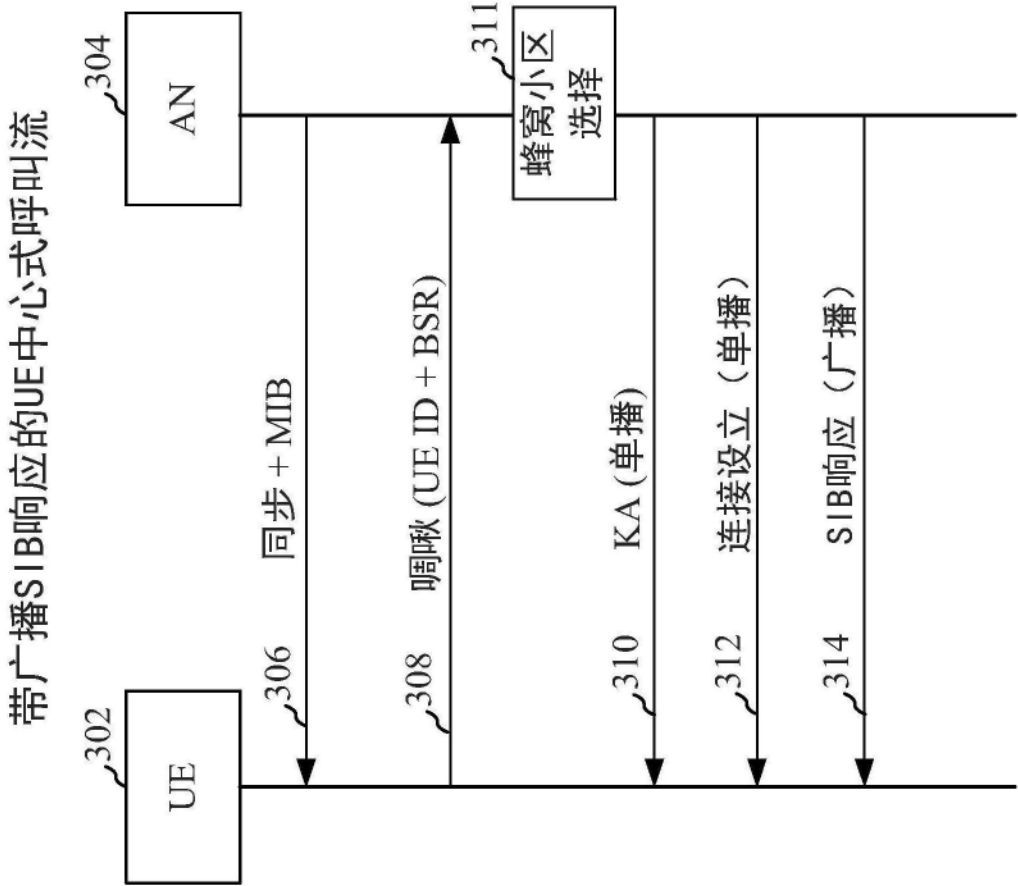 带广播SIB响应的UE中心式呼叫流
302
304
UE
AN
306
同步 + MIB
308
啁啾 (UE ID + BSR)
311
蜂窝小区
选择
310
KA (单播)
312
连接设立（单播）
314
SIB响应（广播）